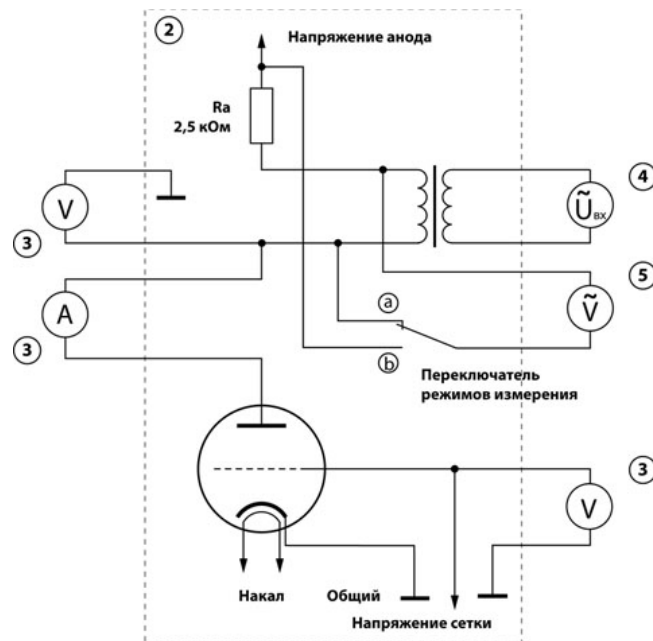 2
Напряжение анода
Ra
2,5 кОм
V
3
4
Ũвх
5
A
3
a
Ṽ
b
Переключатель
режимов измерения
3
V
Накал
Общий
Напряжение сетки